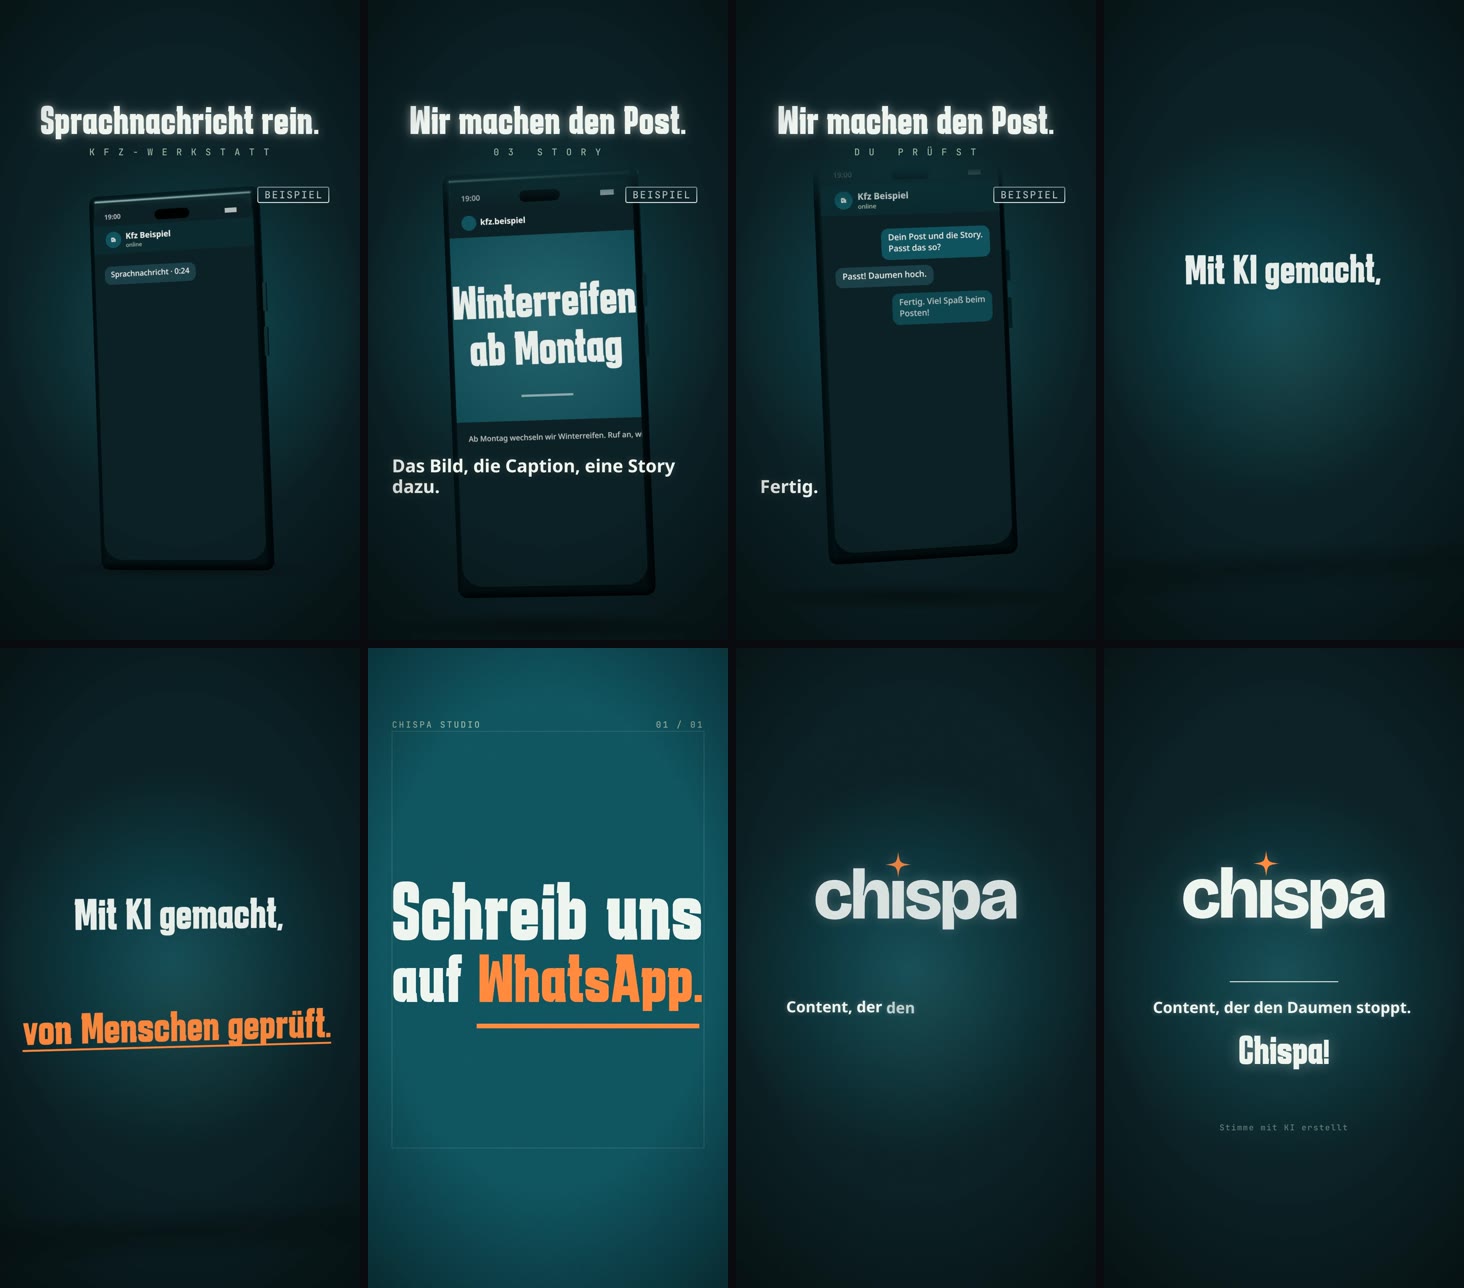 Sprachnachricht rein.
KFZ-WERKSTATT
BEISPIEL
19:00
Kfz Beispiel
online
Sprachnachricht · 0:24
Wir machen den Post.
03 STORY
BEISPIEL
19:00
kfz.beispiel
Winterreifen
ab Montag
Ab Montag wechseln wir Winterreifen. Ruf an, w
Das Bild, die Caption, eine Story
dazu.
Wir machen den Post.
DU PRÜFST
19:00
BEISPIEL
Kfz Beispiel
online
Dein Post und die Story.
Passt das so?
Passt! Daumen hoch.
Fertig. Viel Spaß beim
Posten!
Fertig.
Mit KI gemacht,
Mit KI gemacht,
von Menschen geprüft.
CHISPA STUDIO
01 / 01
Schreib uns
auf WhatsApp.
chispa
Content, der den
chispa
Content, der den Daumen stoppt.
Chispa!
Stimme mit KI erstellt